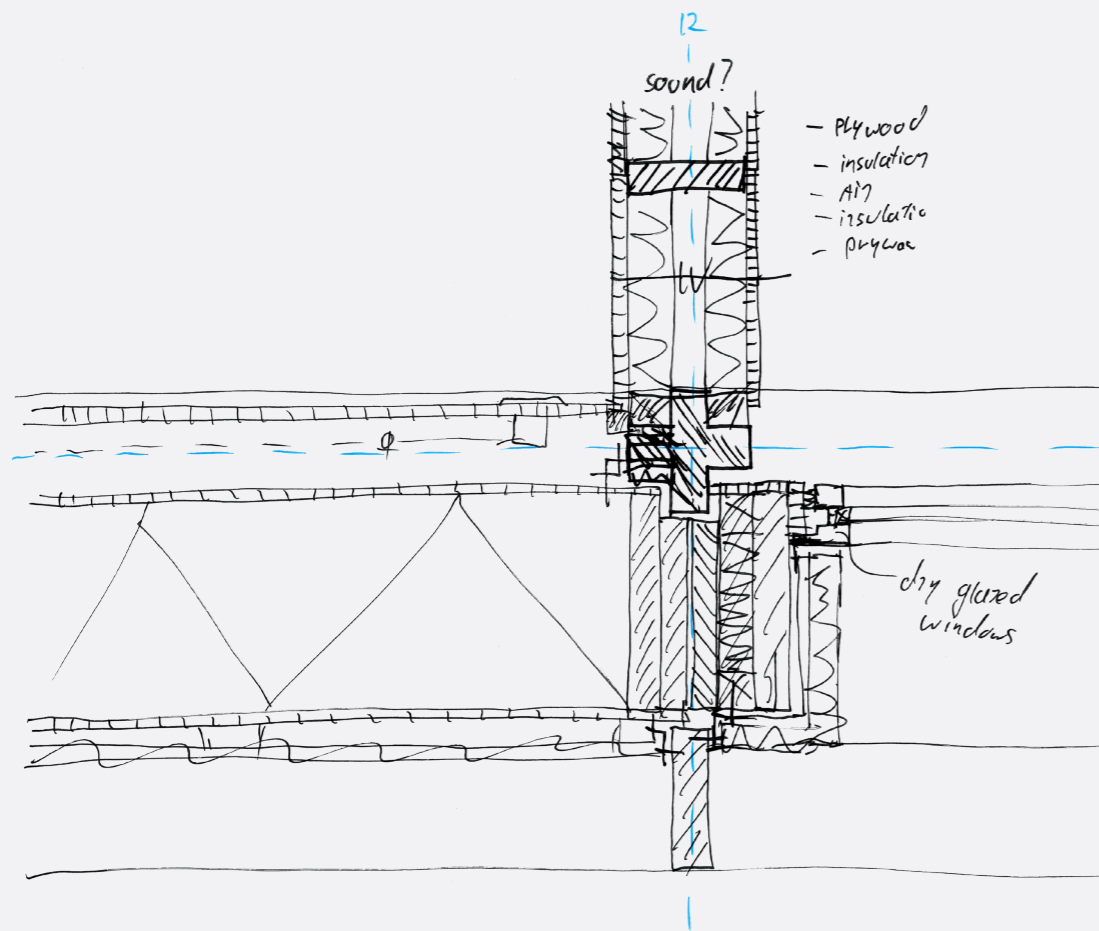 12
sound?
- Plywood
- insulation
- Air
- insulatio
- plywoo
dry glazed
windows